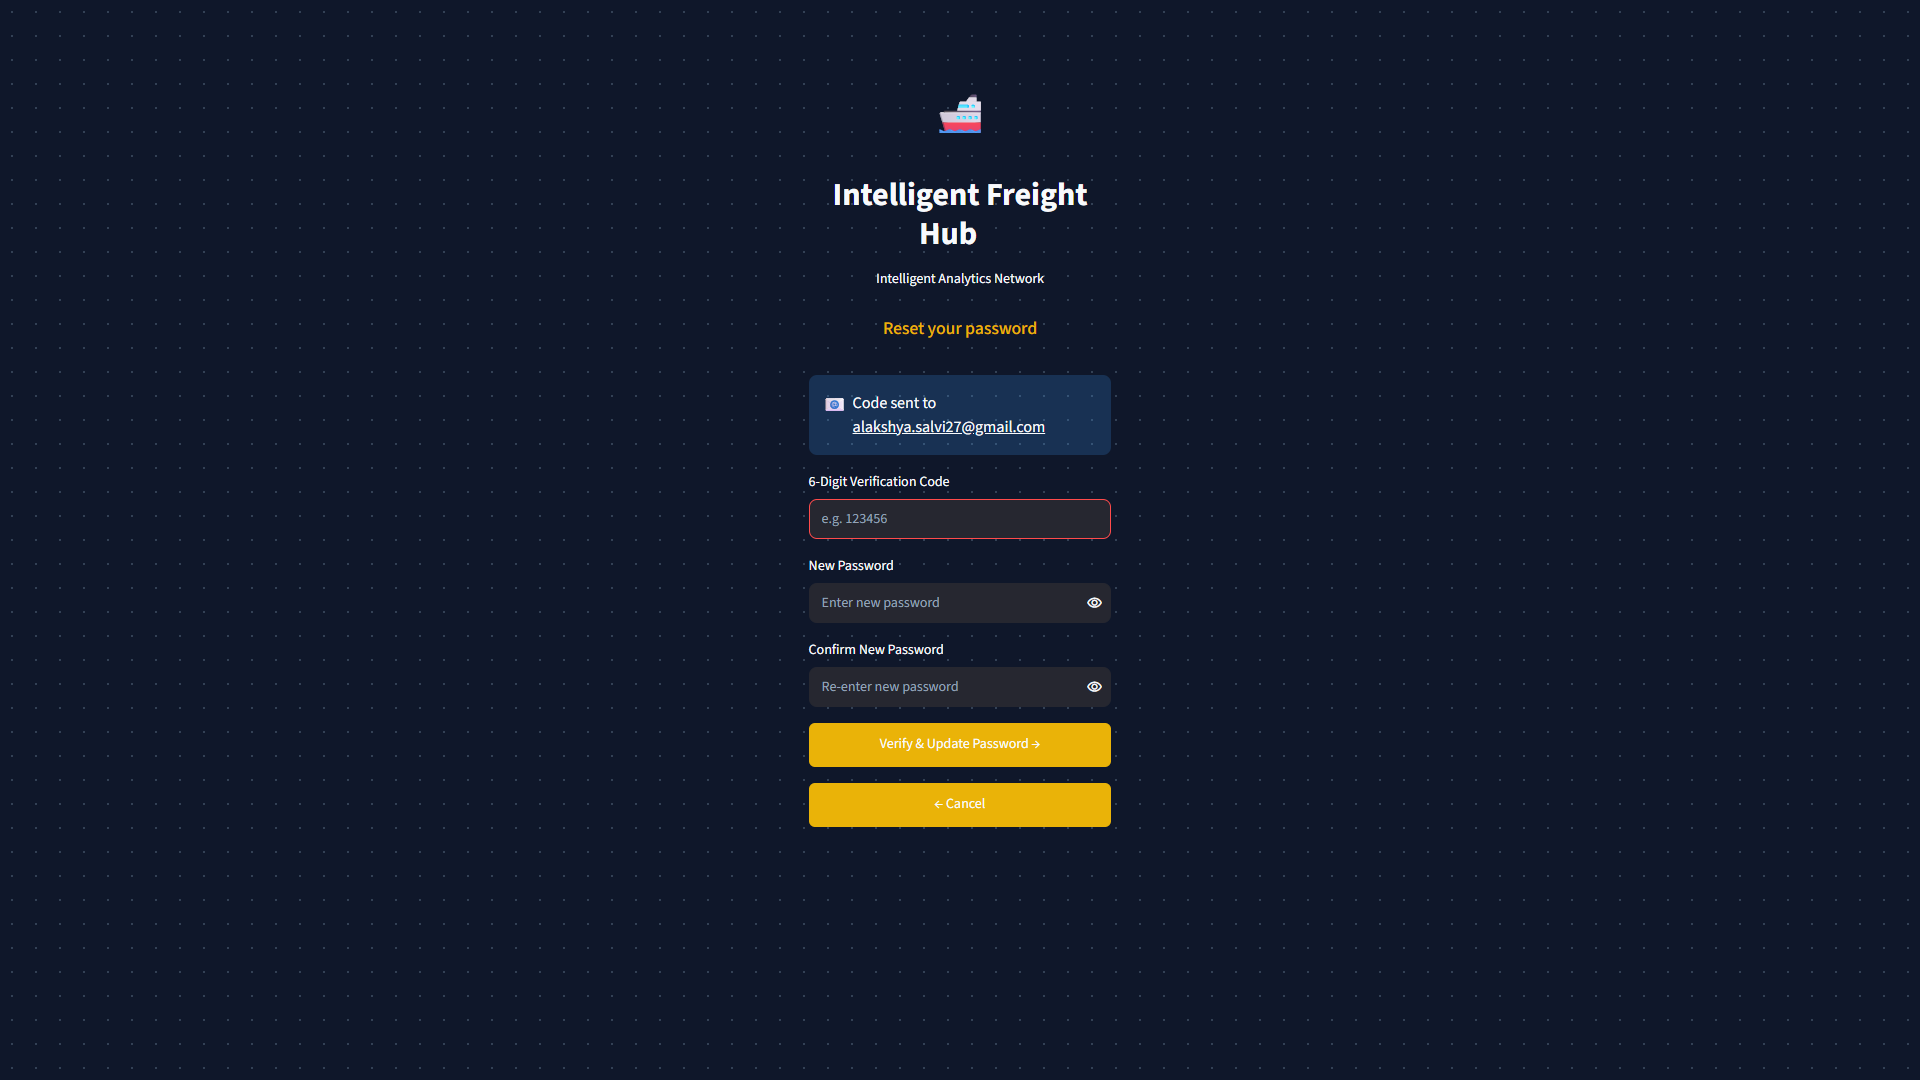 Intelligent Freight
Hub
Intelligent Analytics Network
Reset your password
Code sent to
alakshya.salvi27@gmail.com
6-Digit Verification Code
e.g. 123456
New Password
Enter new password
Confirm New Password
Re-enter new password
Verify & Update Password →
← Cancel